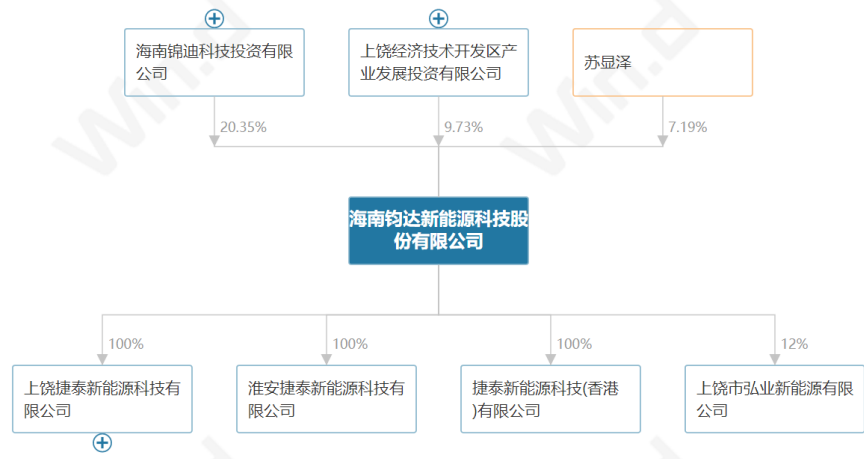 海南锦迪科技投资有限
公司
上饶经济技术开发区产
业发展投资有限公司
苏显泽
20.35%
9.73%
7.19%
海南钧达新能源科技股
份有限公司
100%
100%
100%
12%
上饶捷泰新能源科技有
限公司
淮安捷泰新能源科技有
限公司
捷泰新能源科技(香港
)有限公司
上饶市弘业新能源有限
公司
Win.d
Win.d